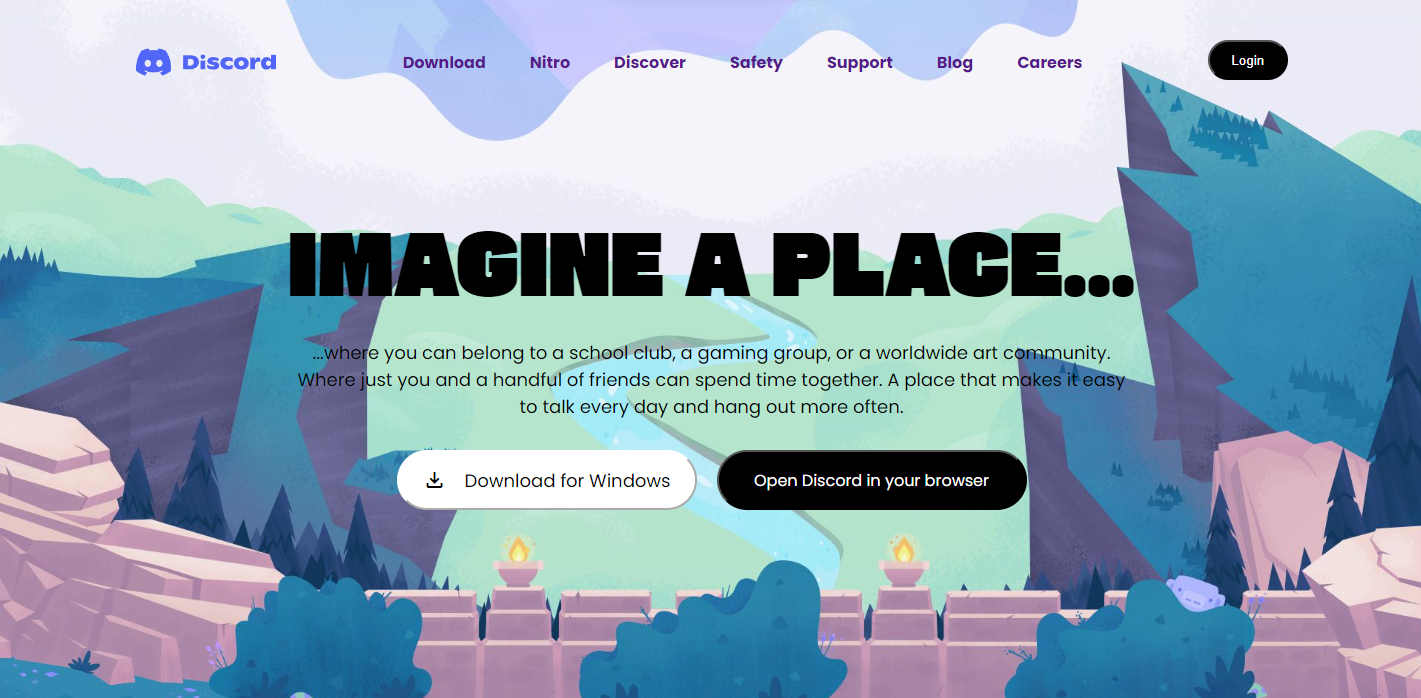 Discord
Download Nitro Discover Safety Support Blog Careers
Login
IMAGINE A PLACE...
...where you can belong to a school club, a gaming group, or a worldwide art community.
Where just you and a handful of friends can spend time together. A place that makes it easy
to talk every day and hang out more often.
Download for Windows
Open Discord in your browser